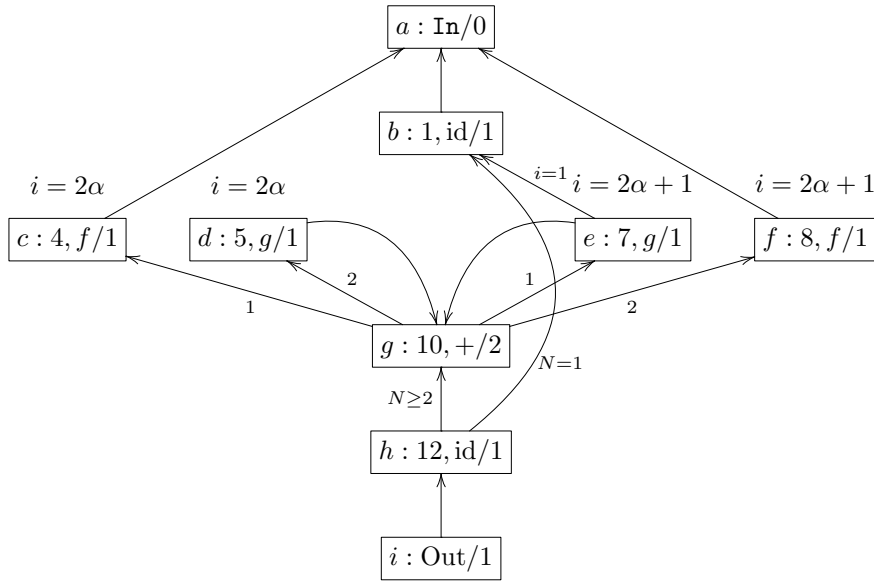 a : In/0
b : 1, id/1
i = 2α
i = 2α
i=1
i = 2α + 1
i = 2α + 1
c : 4, f/1
d : 5, g/1
e : 7, g/1
f : 8, f/1
1
2
1
2
g : 10, +/2
N≥2
N=1
h : 12, id/1
i : Out/1